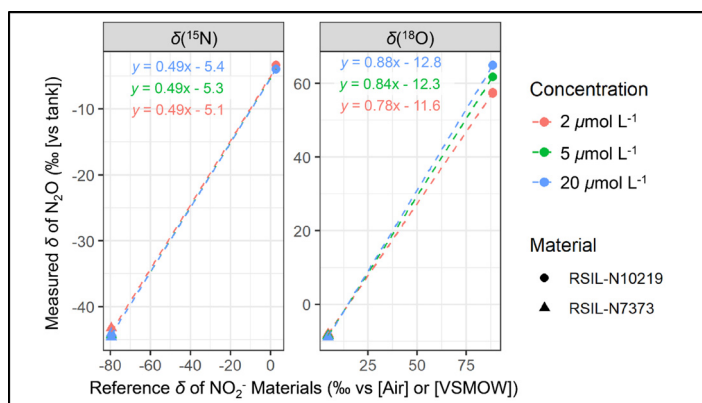 δ(¹⁵N)
δ(¹⁸O)
y = 0.49x - 5.4
y = 0.49x - 5.3
y = 0.49x - 5.1
y = 0.88x - 12.8
y = 0.84x - 12.3
y = 0.78x - 11.6
Measured δ of N₂O (‰ [vs tank])
-10
-20
-30
-40
60
40
20
0
-80
-60
-40
-20
0
25
50
75
Reference δ of NO₂⁻ Materials (‰ vs [Air] or [VSMOW])
Concentration
2 µmol L⁻¹
5 µmol L⁻¹
20 µmol L⁻¹
Material
RSIL-N10219
RSIL-N7373